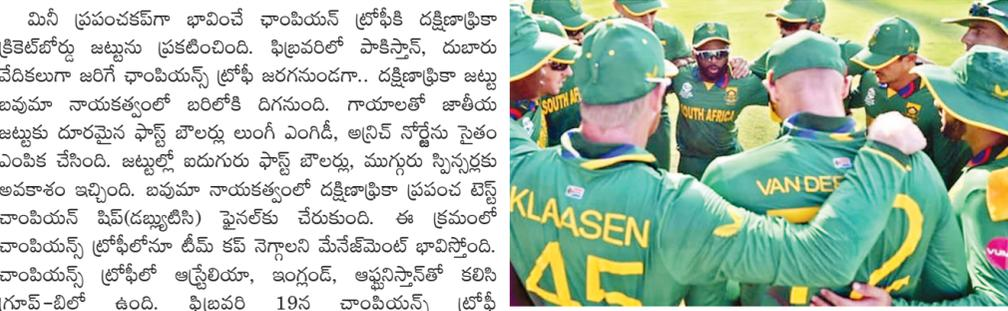 మినీ ప్రపంచకప్‌గా భావించే ఛాంపియన్ ట్రోఫీకి దక్షిణాఫ్రికా
క్రికెట్‌బోర్డు జట్టును ప్రకటించింది. ఫిబ్రవరిలో పాకిస్తాన్, దుబారు
వేదికలుగా జరిగే ఛాంపియన్స్ ట్రోఫీ జరగనుండగా.. దక్షిణాఫ్రికా జట్టు
బవుమా నాయకత్వంలో బరిలోకి దిగనుంది. గాయాలతో జాతీయ
జట్టుకు దూరమైన ఫాస్ట్ బౌలర్లు లుంగీ ఎంగిడీ, అన్రిచ్ నోర్ట్జేను సైతం
ఎంపిక చేసింది. జట్టుల్లో ఐదుగురు ఫాస్ట్ బౌలర్లు, ముగ్గురు స్పిన్నర్లకు
అవకాశం ఇచ్చింది. బవుమా నాయకత్వంలో దక్షిణాఫ్రికా ప్రపంచ టెస్ట్
చాంపియన్ షిప్(డబ్ల్యుటిసి) ఫైనల్‌కు చేరుకుంది. ఈ క్రమంలో
చాంపియన్స్ ట్రోఫీలోనూ టీమ్ కప్ నెగ్గాలని మేనేజ్‌మెంట్ భావిస్తోంది.
చాంపియన్స్ ట్రోఫీలో ఆస్ట్రేలియా, ఇంగ్లండ్, ఆఫ్ఘనిస్తాన్‌తో కలిసి
గ్రూప్-బిలో ఉంది. ఫిబ్రవరి 19న చాంపియన్స్ ట్రోఫీ
SOUTH AFRICA
SOUTH AFRICA
KLAASEN
45
VAN DER
2